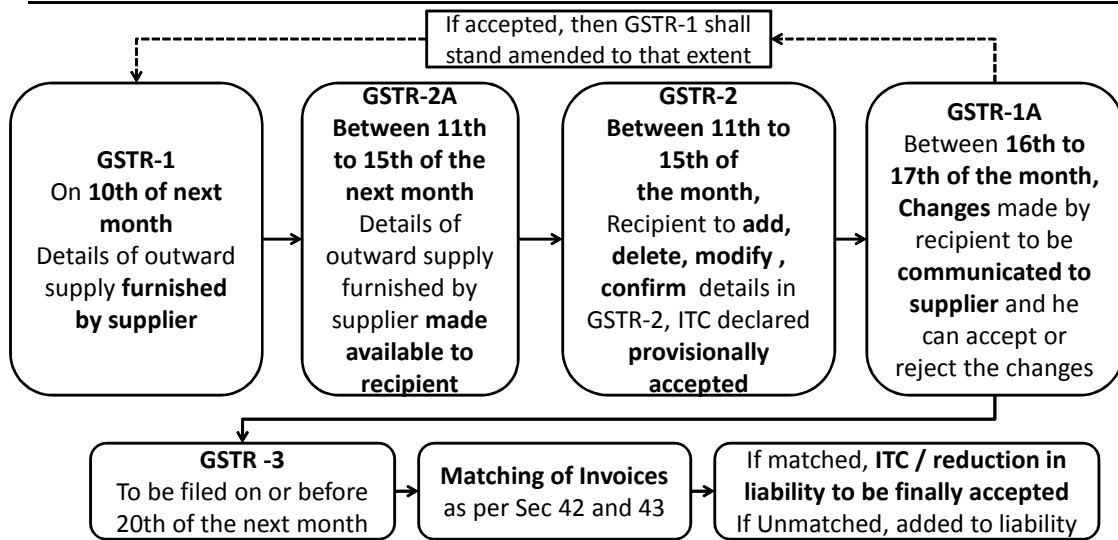 If accepted, then GSTR-1 shall
stand amended to that extent
GSTR-1
On 10th of next
month
Details of outward
supply furnished
by supplier
GSTR-2A
Between 11th
to 15th of the
next month
Details of
outward supply
furnished by
supplier made
available to
recipient
GSTR-2
Between 11th to
15th of
the month,
Recipient to add,
delete, modify ,
confirm details in
GSTR-2, ITC declared
provisionally
accepted
GSTR-1A
Between 16th to
17th of the month,
Changes made by
recipient to be
communicated to
supplier and he
can accept or
reject the changes
GSTR -3
To be filed on or before
20th of the next month
Matching of Invoices
as per Sec 42 and 43
If matched, ITC / reduction in
liability to be finally accepted
If Unmatched, added to liability